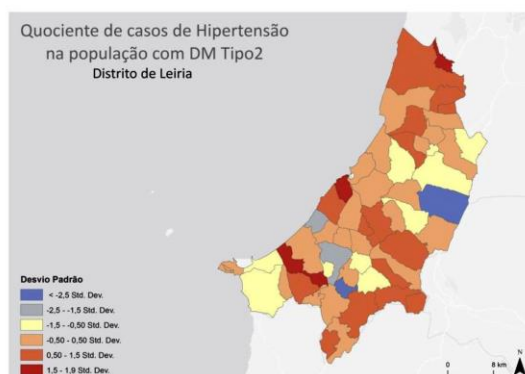 Quociente de casos de Hipertensão
na população com DM Tipo2
Distrito de Leiria
Desvio Padrão
< -2,5 Std. Dev.
-2,5 - -1,5 Std. Dev.
-1,5 - -0,50 Std. Dev.
-0,50 - 0,50 Std. Dev.
0,50 - 1,5 Std. Dev.
1,5 - 1,9 Std. Dev.
N
0 8 km